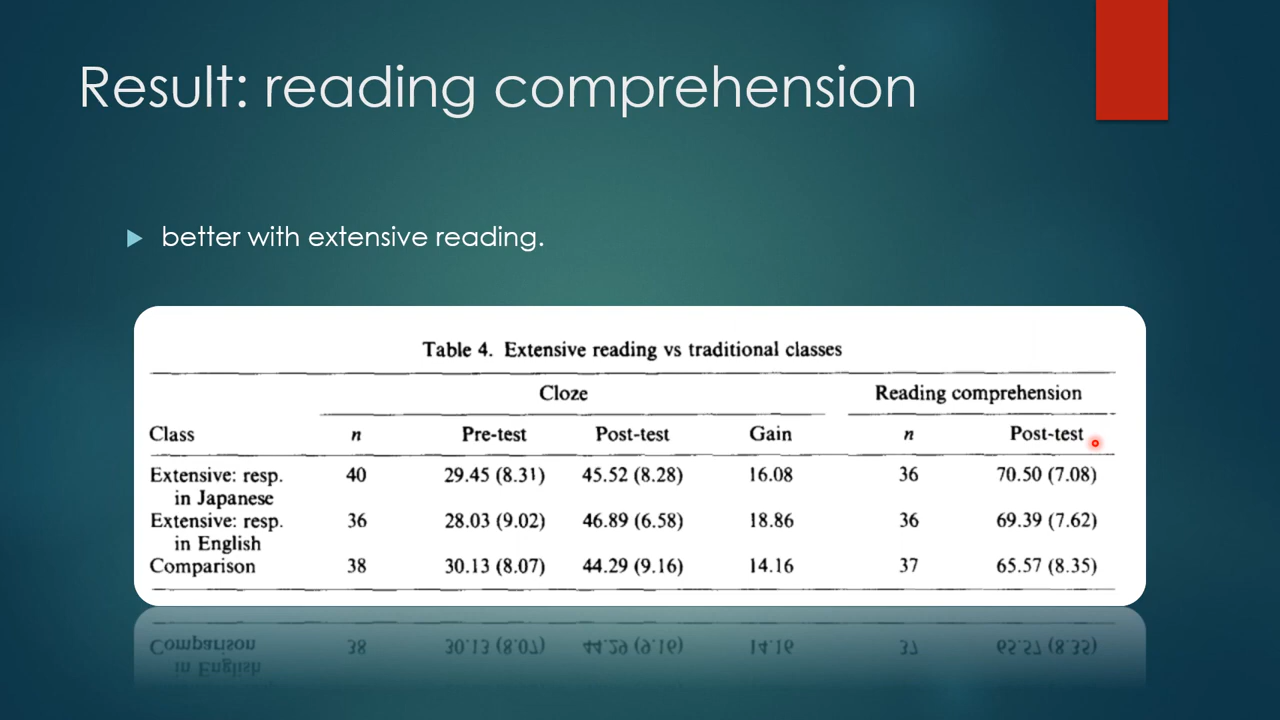 Result: reading comprehension
better with extensive reading.
Table 4. Extensive reading vs traditional classes
Cloze Reading comprehension
Class n Pre-test Post-test Gain n Post-test
Extensive: resp. 40 29.45 (8.31) 45.52 (8.28) 16.08 36 70.50 (7.08)
in Japanese
Extensive: resp. 36 28.03 (9.02) 46.89 (6.58) 18.86 36 69.39 (7.62)
in English
Comparison 38 30.13 (8.07) 44.29 (9.16) 14.16 37 65.57 (8.35)